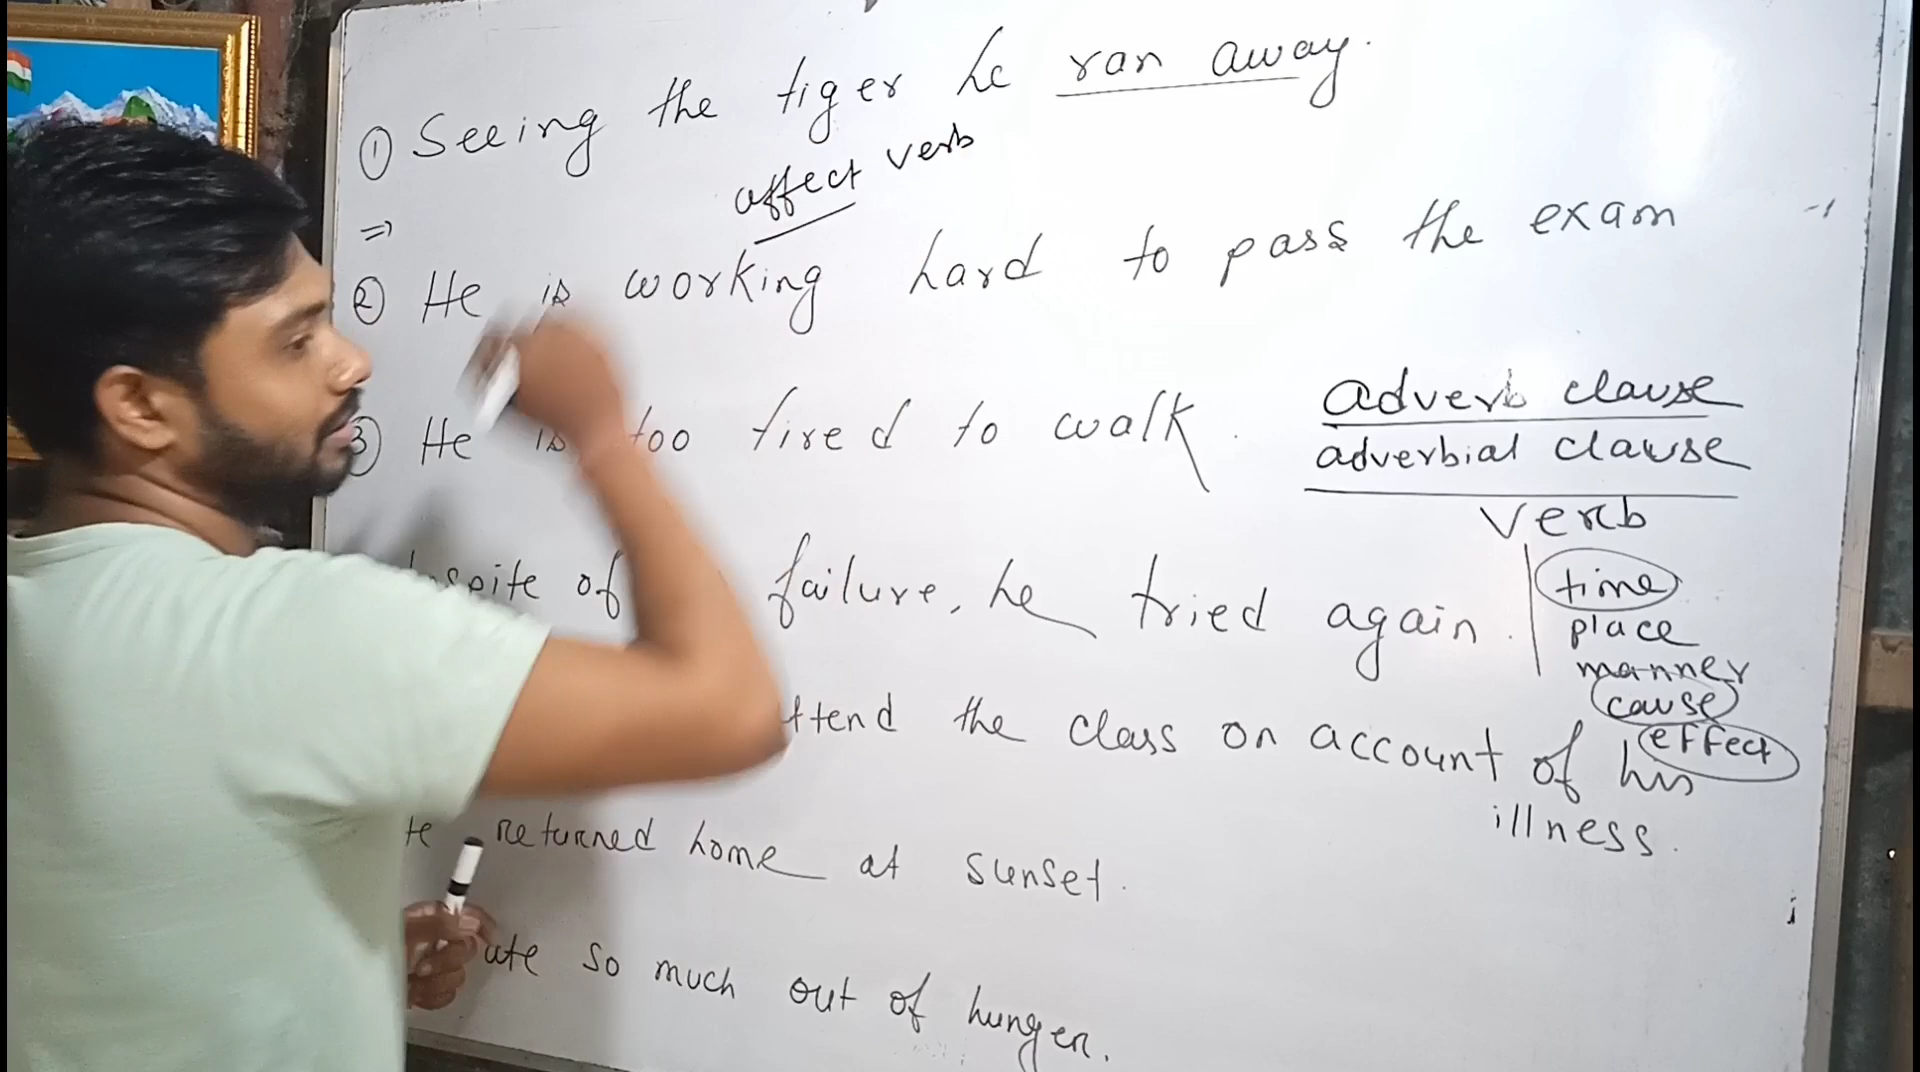 ① Seeing the tiger he ran away.
affect verb
⇒
② He is working hard to pass the exam
③ He is too tired to walk.
adverb clause
adverbial clause
verb
time
place
manner
cause
effect
spite of failure, he tried again.
ttend the class on account of his
illness.
returned home at sunset.
ate so much out of hunger.